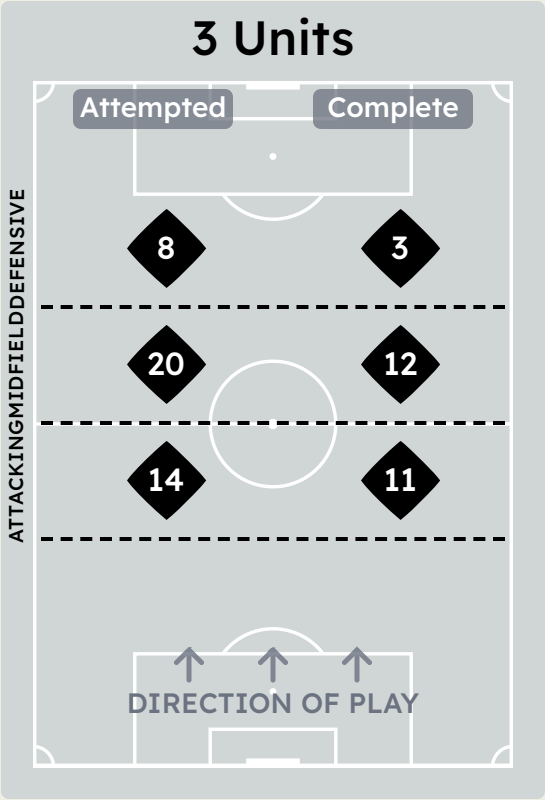 3 Units
Attempted
Complete
ATTACKINGMIDFIELDDEFENSIVE
8
3
20
12
14
11
DIRECTION OF PLAY